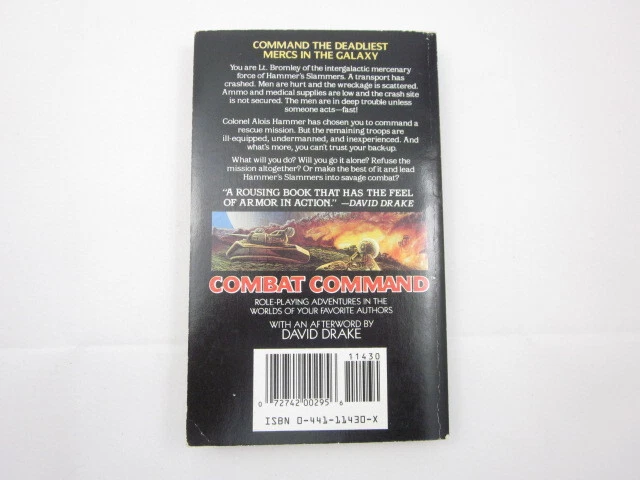 COMMAND THE DEADLIEST
MERCS IN THE GALAXY
You are Lt. Bromley of the intergalactic mercenary
force of Hammer's Slammers. A transport has
crashed. Men are hurt and the wreckage is scattered.
Ammo and medical supplies are low and the crash site
is not secured. The men are in deep trouble unless
someone acts—fast!
Colonel Alois Hammer has chosen you to command a
rescue mission. But the remaining troops are
ill-equipped, undermanned, and inexperienced. And
what's more, you can't trust your back-up.
What will you do? Will you go it alone? Refuse the
mission altogether? Or make the best of it and lead
Hammer's Slammers into savage combat?
"A ROUSING BOOK THAT HAS THE FEEL
OF ARMOR IN ACTION." —DAVID DRAKE
COMBAT COMMAND™
ROLE-PLAYING ADVENTURES IN THE
WORLDS OF YOUR FAVORITE AUTHORS
WITH AN AFTERWORD BY
DAVID DRAKE
11430
0 72742 00295 6
ISBN 0-441-11430-X